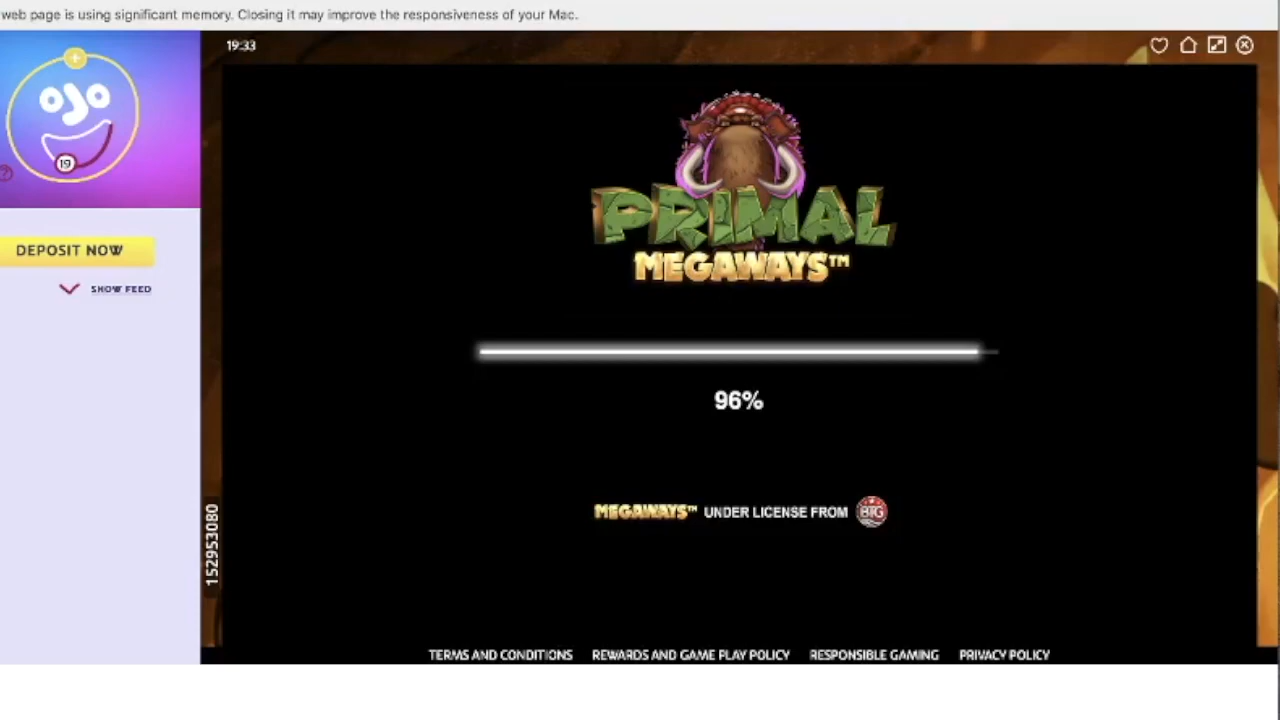 web page is using significant memory. Closing it may improve the responsiveness of your Mac.
19:33
OJO
19
DEPOSIT NOW
SHOW FEED
PRIMAL
MEGAWAYS™
96%
MEGAWAYS™ UNDER LICENSE FROM BTG
152953080
TERMS AND CONDITIONS REWARDS AND GAME PLAY POLICY RESPONSIBLE GAMING PRIVACY POLICY